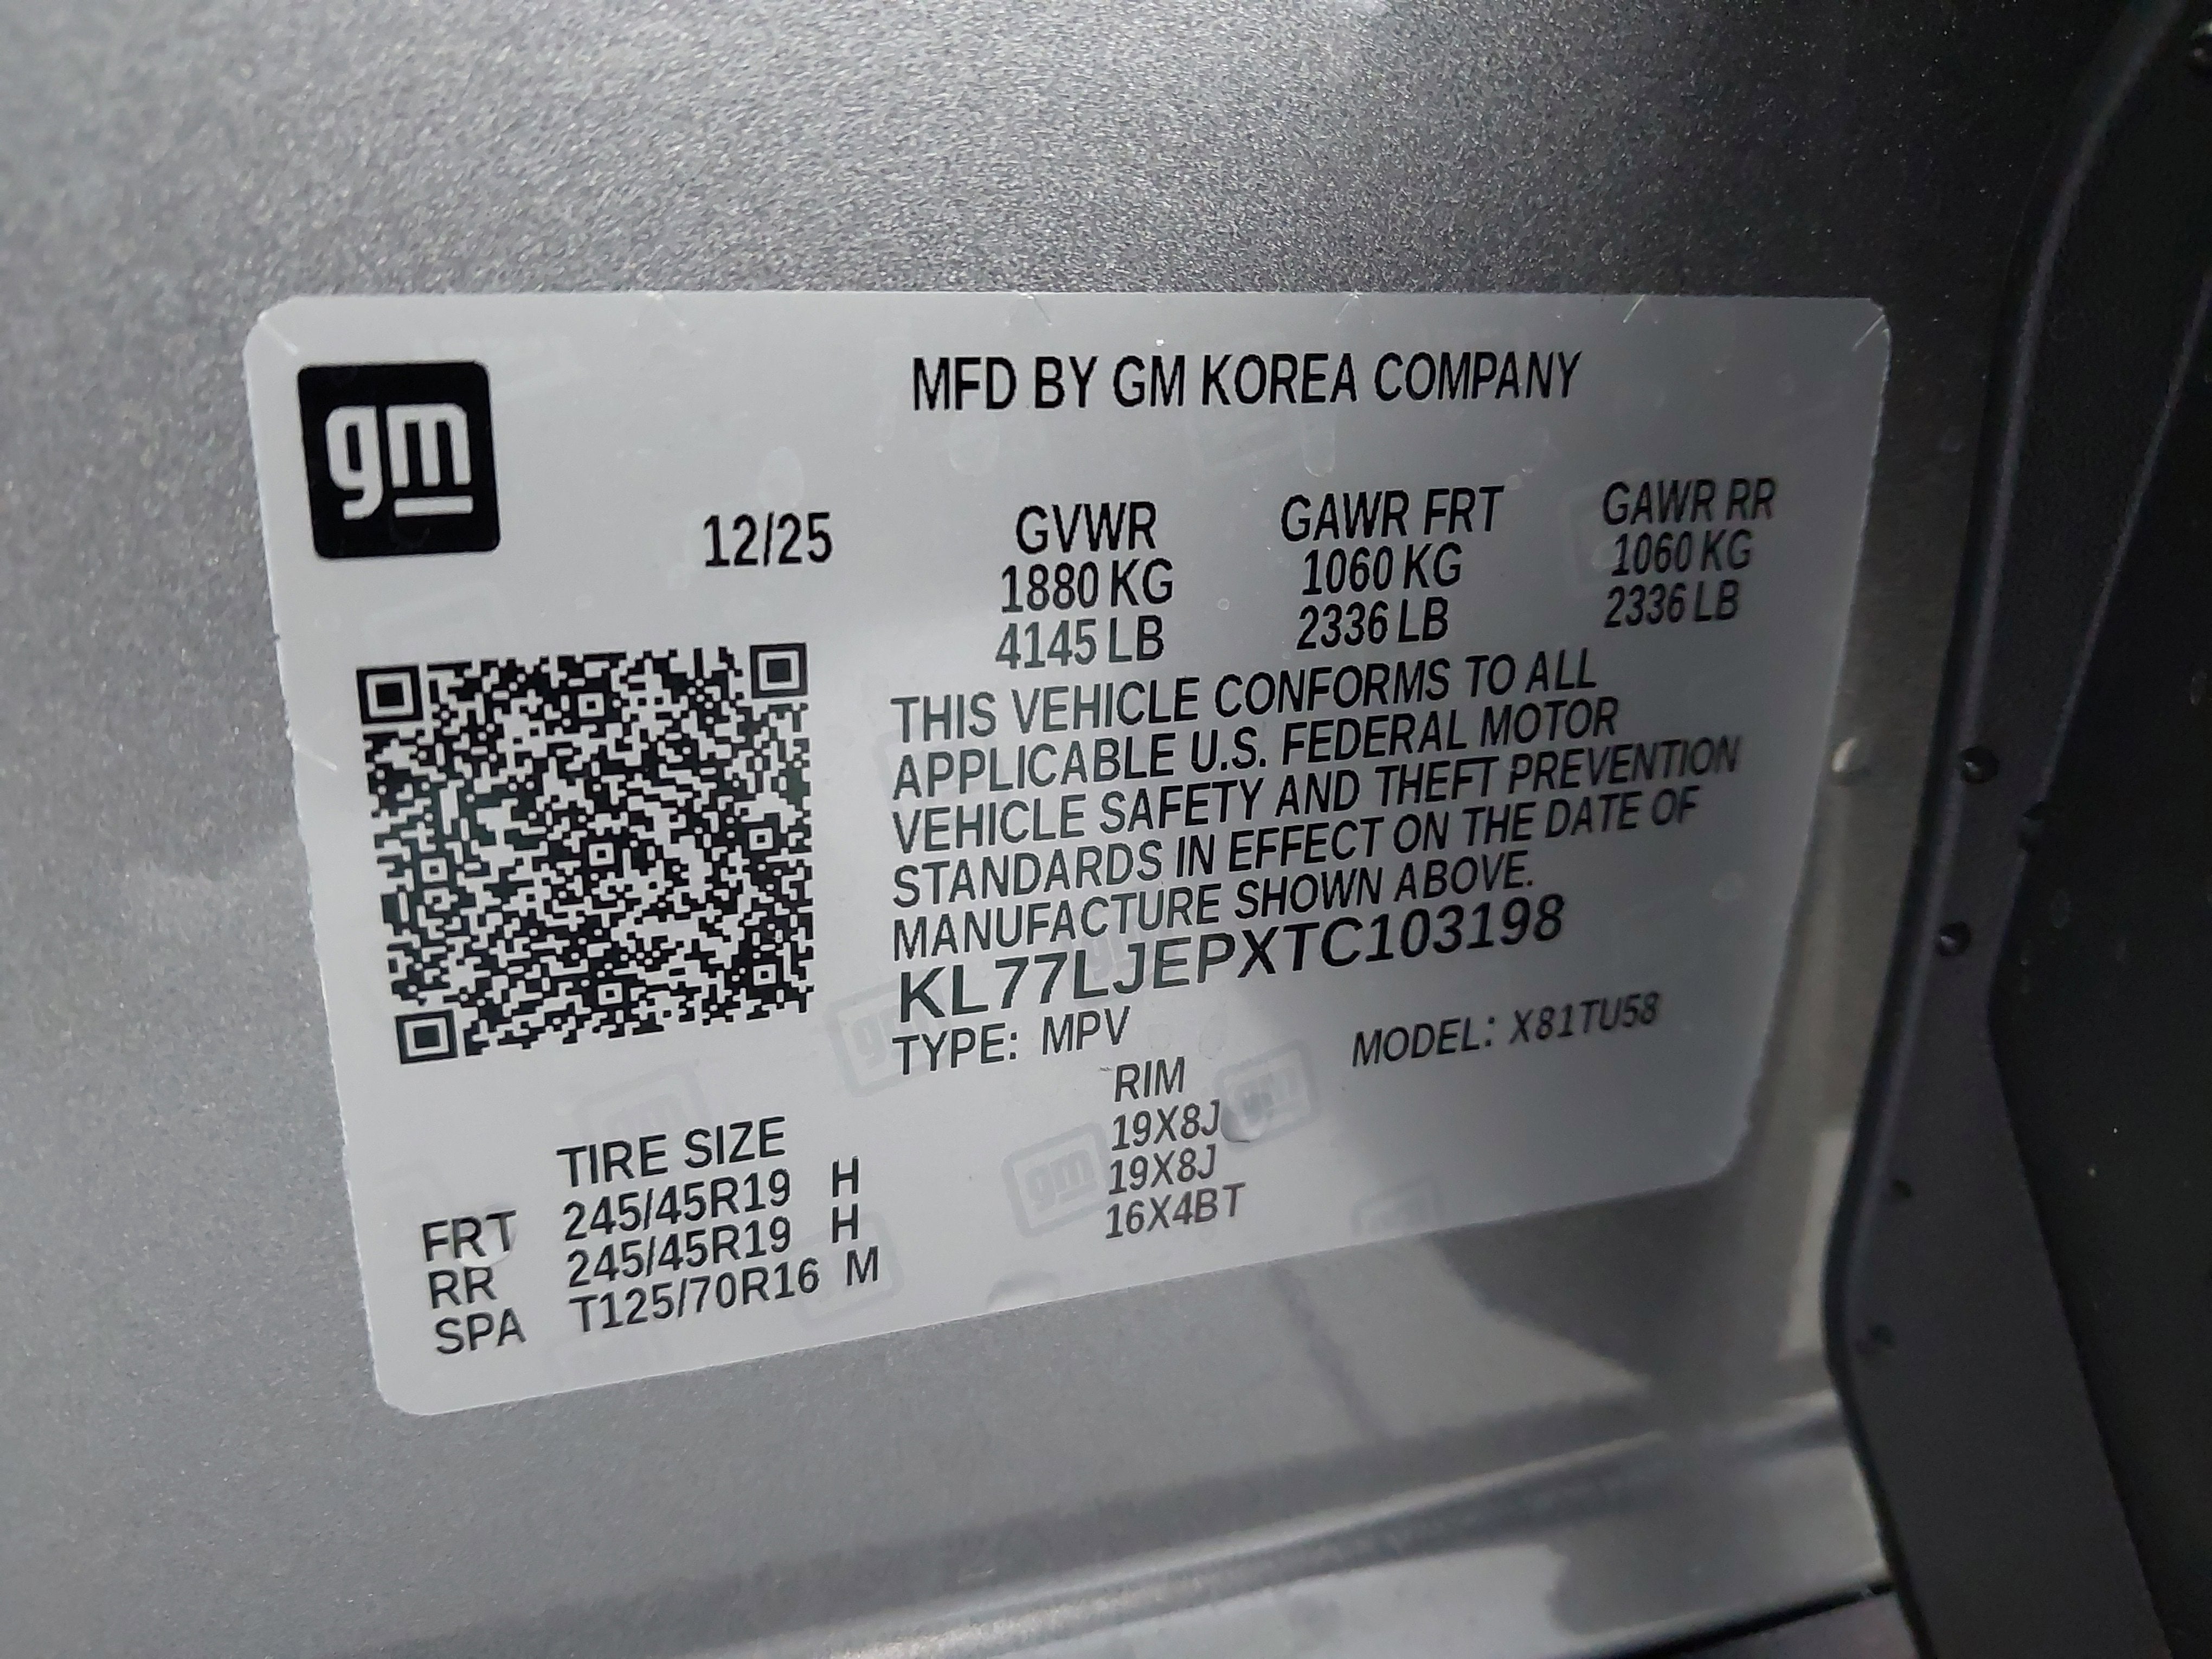 gm
MFD BY GM KOREA COMPANY
12/25
GVWR GAWR FRT GAWR RR
1880 KG 1060 KG 1060 KG
4145 LB 2336 LB 2336 LB
THIS VEHICLE CONFORMS TO ALL
APPLICABLE U.S. FEDERAL MOTOR
VEHICLE SAFETY AND THEFT PREVENTION
STANDARDS IN EFFECT ON THE DATE OF
MANUFACTURE SHOWN ABOVE.
KL77LJEPXTC103198
TYPE: MPV MODEL: X81TU58
TIRE SIZE RIM
FRT 245/45R19 H 19X8J
RR 245/45R19 H 19X8J
SPA T125/70R16 M 16X4BT